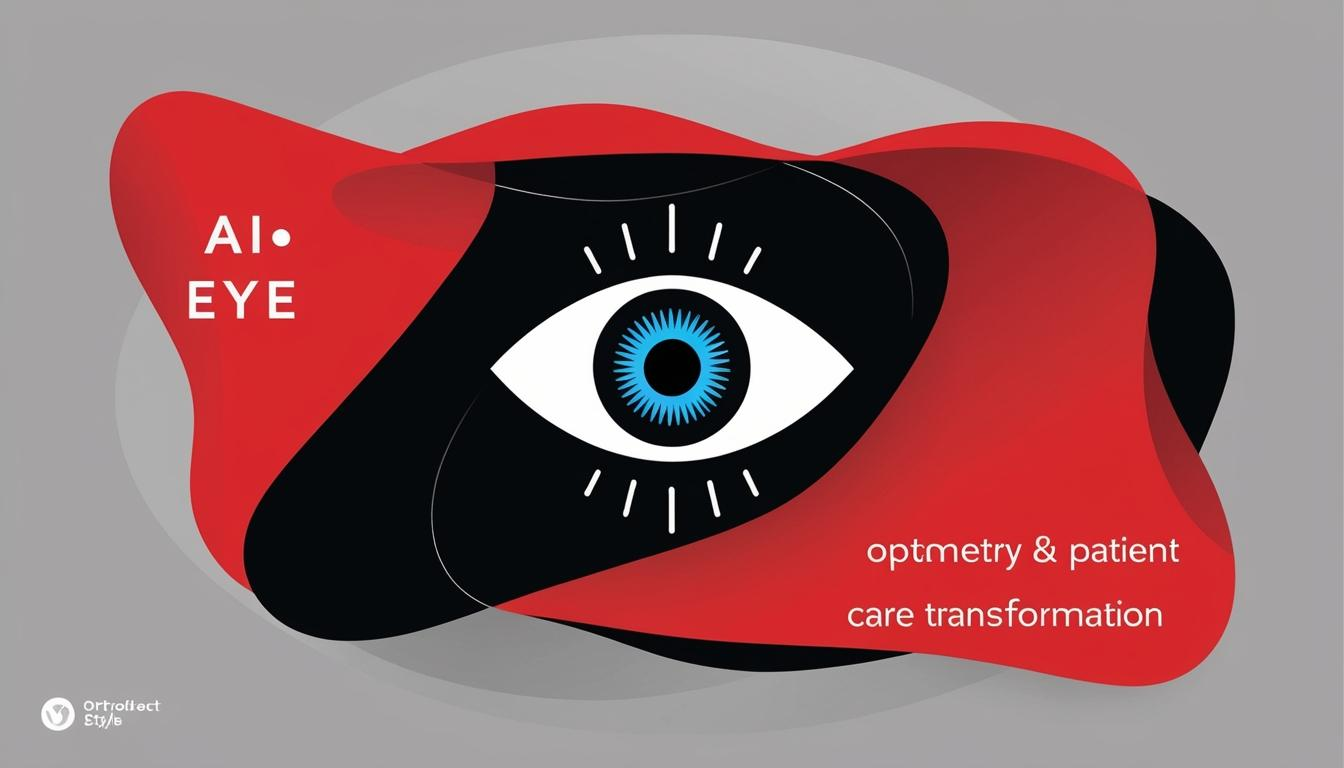 AI•
EYE
optmetry & patient
care transformation